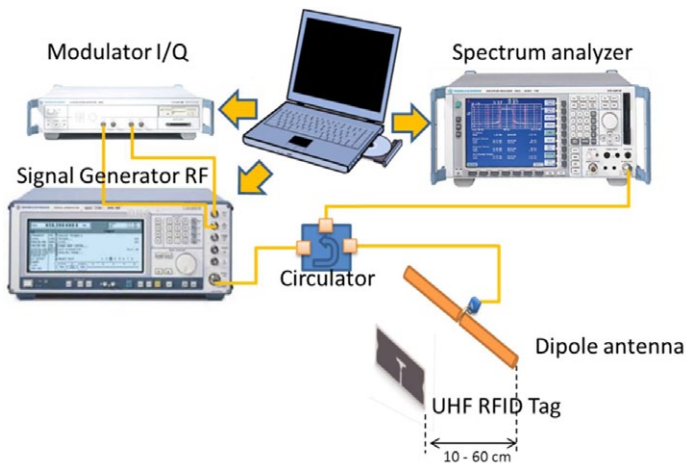 Modulator I/Q
Spectrum analyzer
Signal Generator RF
Circulator
Dipole antenna
UHF RFID Tag
10 - 60 cm